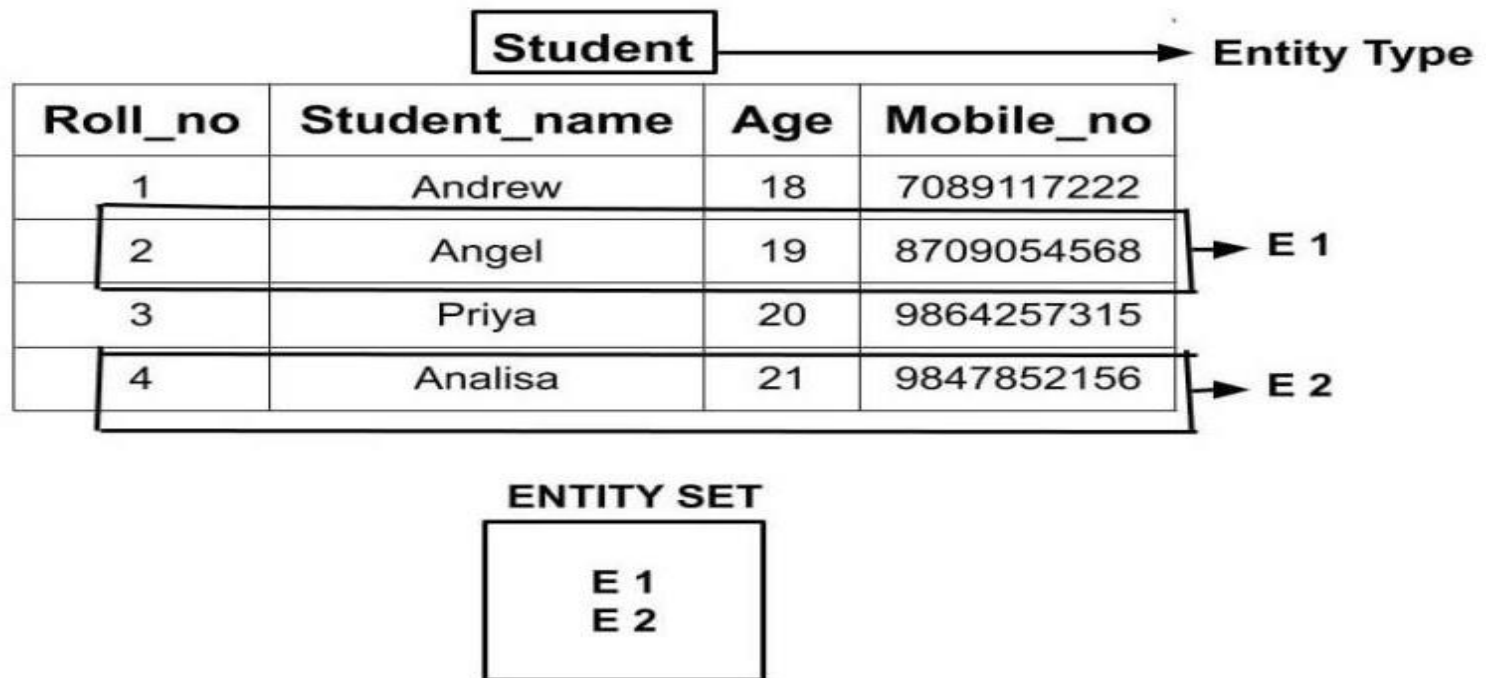 Student Entity Type
Roll_no Student_name Age Mobile_no
1 Andrew 18 7089117222
2 Angel 19 8709054568 E 1
3 Priya 20 9864257315
4 Analisa 21 9847852156 E 2
ENTITY SET
E 1
E 2